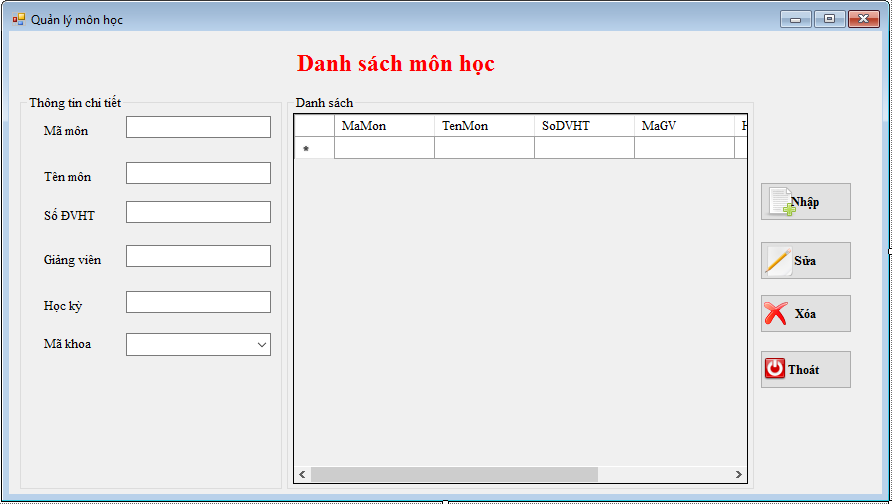 Quản lý môn học
Danh sách môn học
Thông tin chi tiết
Mã môn
Tên môn
Số ĐVHT
Giảng viên
Học kỳ
Mã khoa
Danh sách
MaMon TenMon SoDVHT MaGV
Nhập
Sửa
Xóa
Thoát